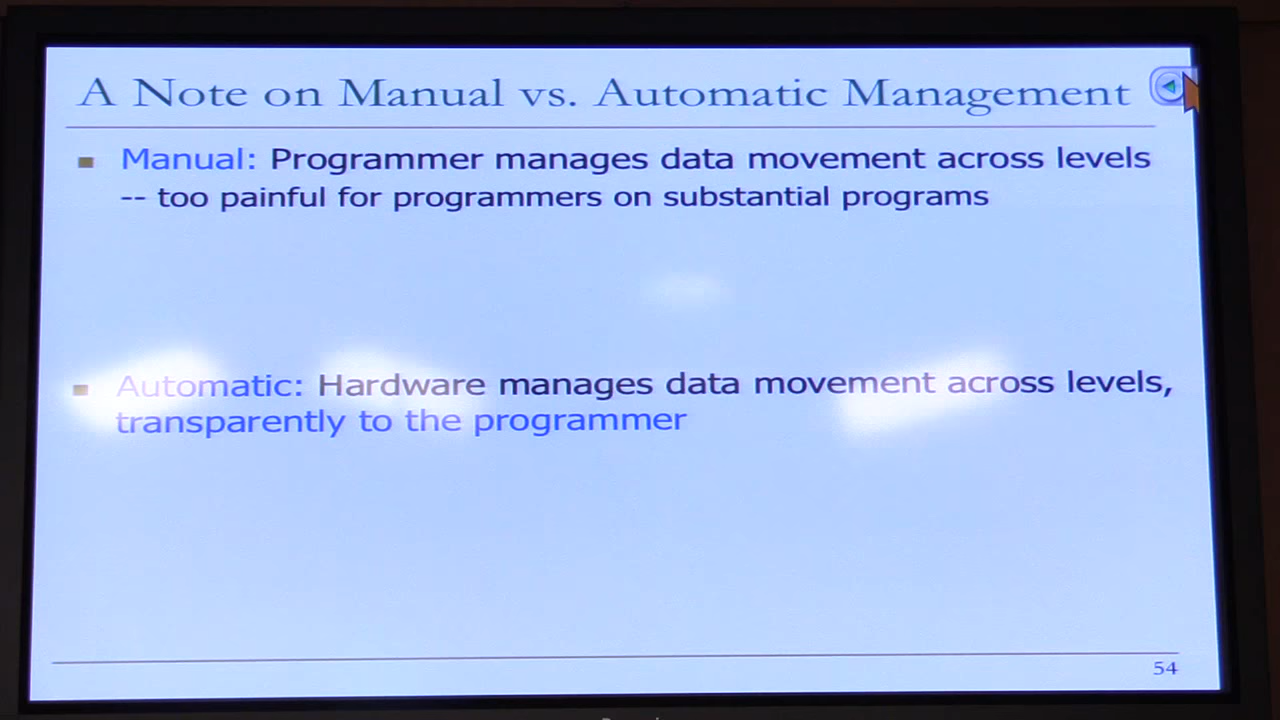 A Note on Manual vs. Automatic Management
Manual: Programmer manages data movement across levels
-- too painful for programmers on substantial programs
Automatic: Hardware manages data movement across levels,
transparently to the programmer
54